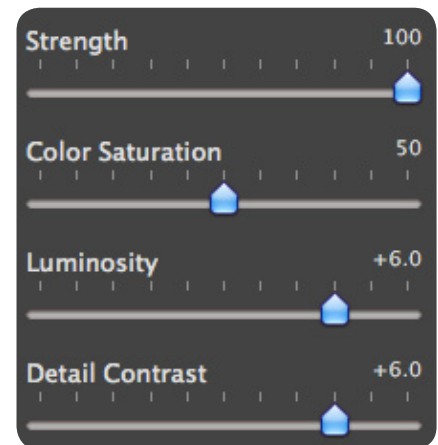 Strength 100
Color Saturation 50
Luminosity +6.0
Detail Contrast +6.0